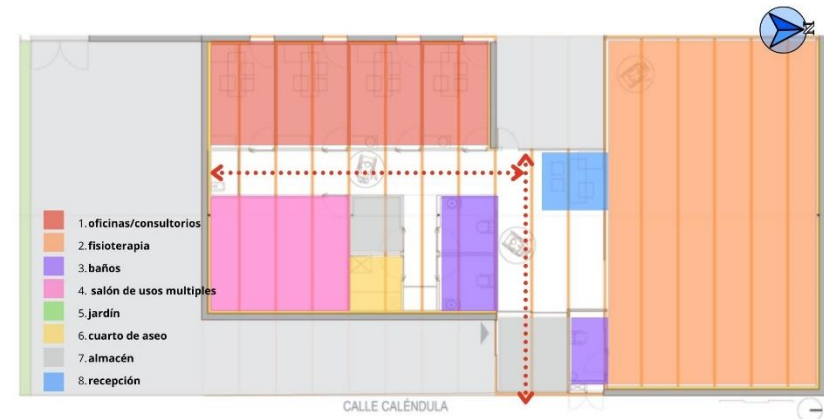 N
1. oficinas/consultorios
2. fisioterapia
3. baños
4. salón de usos multiples
5. jardín
6. cuarto de aseo
7. almacén
8. recepción
CALLE CALÉNDULA